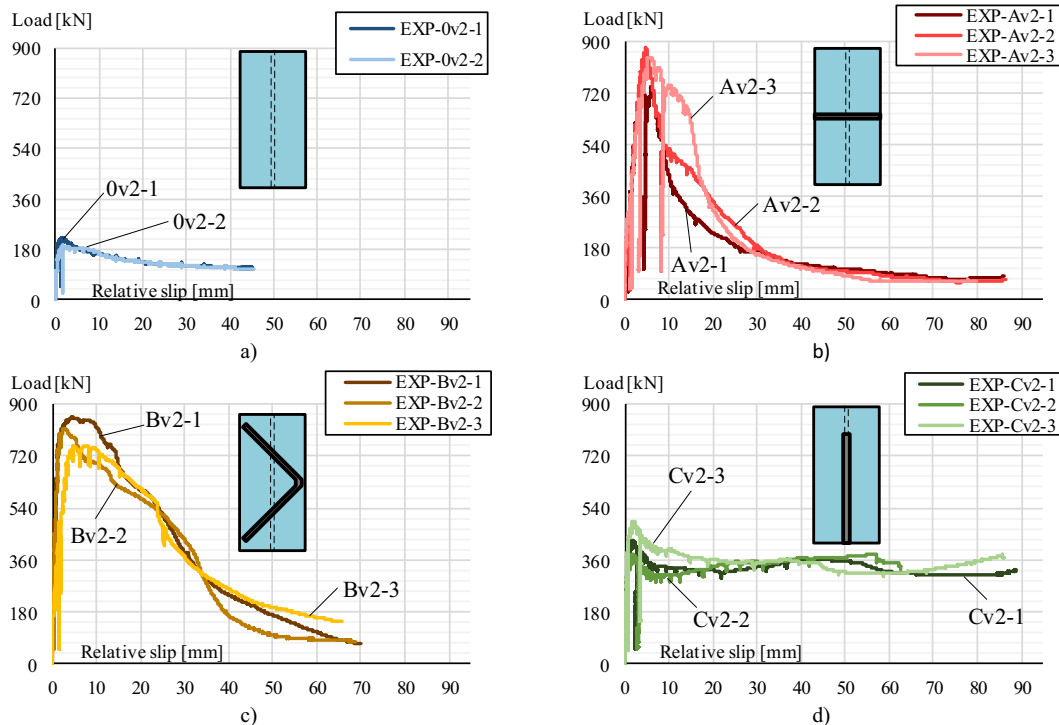 Load [kN]
EXP-0v2-1
EXP-0v2-2
900
720
540
360
180
0
0v2-1
0v2-2
Relative slip [mm]
0 10 20 30 40 50 60 70 80 90
a)
Load [kN]
EXP-Av2-1
EXP-Av2-2
EXP-Av2-3
900
720
540
360
180
0
Av2-3
Av2-2
Av2-1
Relative slip [mm]
0 10 20 30 40 50 60 70 80 90
b)
Load [kN]
EXP-Bv2-1
EXP-Bv2-2
EXP-Bv2-3
900
720
540
360
180
0
Bv2-1
Bv2-2
Bv2-3
Relative slip [mm]
0 10 20 30 40 50 60 70 80 90
c)
Load [kN]
EXP-Cv2-1
EXP-Cv2-2
EXP-Cv2-3
900
720
540
360
180
0
Cv2-3
Cv2-2
Cv2-1
Relative slip [mm]
0 10 20 30 40 50 60 70 80 90
d)